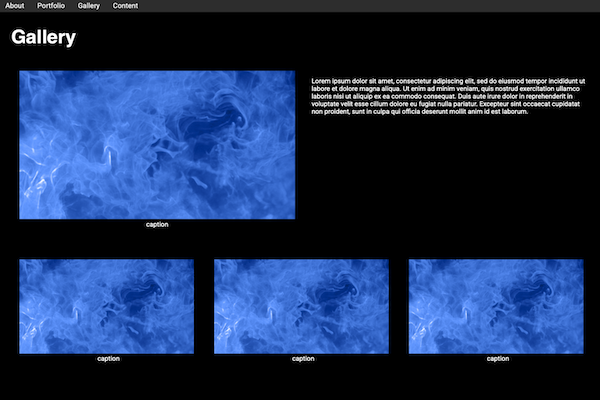 About Portfolio Gallery Content
Gallery
Lorem ipsum dolor sit amet, consectetur adipiscing elit, sed do eiusmod tempor incididunt ut
labore et dolore magna aliqua. Ut enim ad minim veniam, quis nostrud exercitation ullamco
laboris nisi ut aliquip ex ea commodo consequat. Duis aute irure dolor in reprehenderit in
voluptate velit esse cillum dolore eu fugiat nulla pariatur. Excepteur sint occaecat cupidatat
non proident, sunt in culpa qui officia deserunt mollit anim id est laborum.
caption
caption caption caption